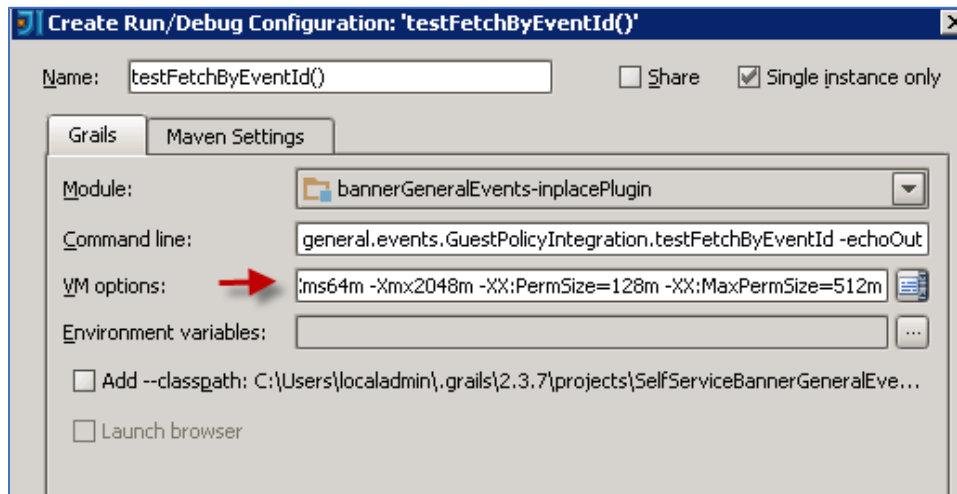 Create Run/Debug Configuration: 'testFetchByEventId()'
Name: testFetchByEventId() Share Single instance only
Grails Maven Settings
Module: bannerGeneralEvents-inplacePlugin
Command line: general.events.GuestPolicyIntegration.testFetchByEventId -echoOut
VM options: ms64m -Xmx2048m -XX:PermSize=128m -XX:MaxPermSize=512m
Environment variables: ...
Add --classpath: C:\Users\localadmin\.grails\2.3.7\projects\SelfServiceBannerGeneralEve...
Launch browser